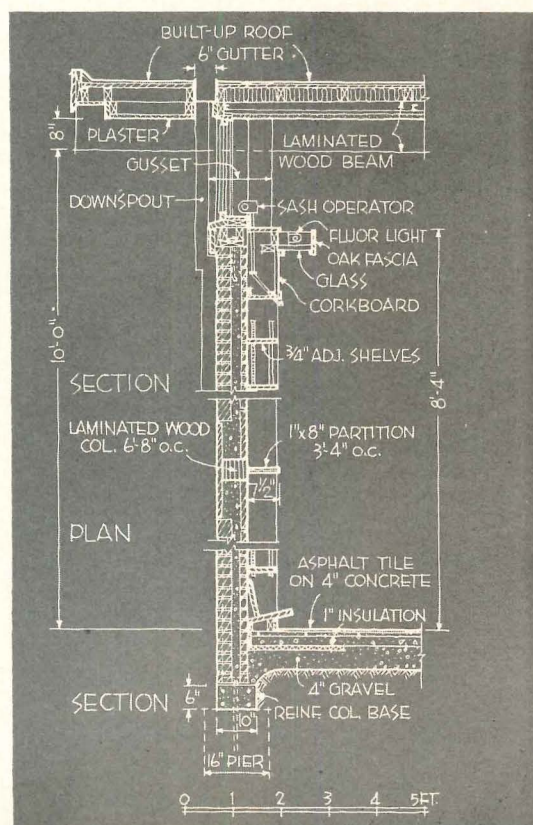 BUILT-UP ROOF
6" GUTTER
8"
PLASTER
LAMINATED
WOOD BEAM
GUSSET
DOWNSPOUT
SASH OPERATOR
FLUOR LIGHT
OAK FASCIA
GLASS
CORKBOARD
10'-0"
3/4" ADJ. SHELVES
8'-4"
SECTION
LAMINATED WOOD
COL. 6'-8" O.C.
1"x8" PARTITION
3'-4" O.C.
7 1/2"
PLAN
ASPHALT TILE
ON 4" CONCRETE
1" INSULATION
6"
4" GRAVEL
SECTION
REINF. COL. BASE
10"
16" PIER
0 1 2 3 4 5FT.